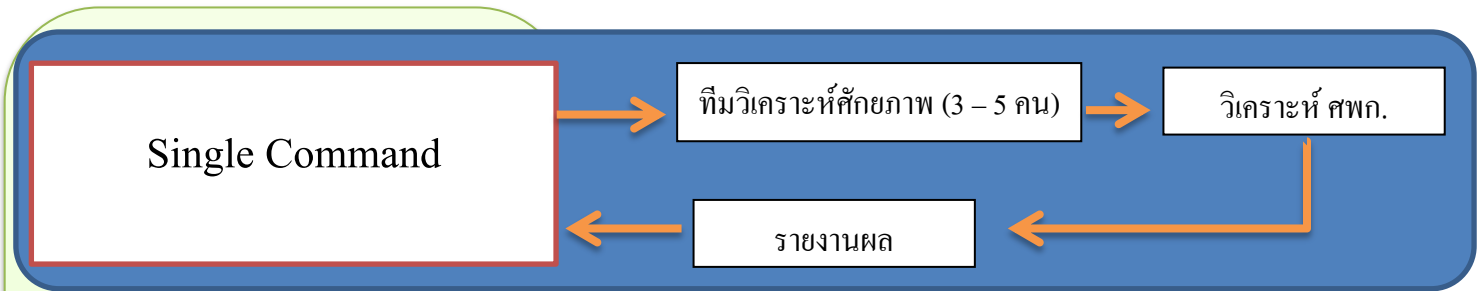 Single Command
ทีมวิเคราะห์ศักยภาพ (3 – 5 คน)
วิเคราะห์ ศพก.
รายงานผล